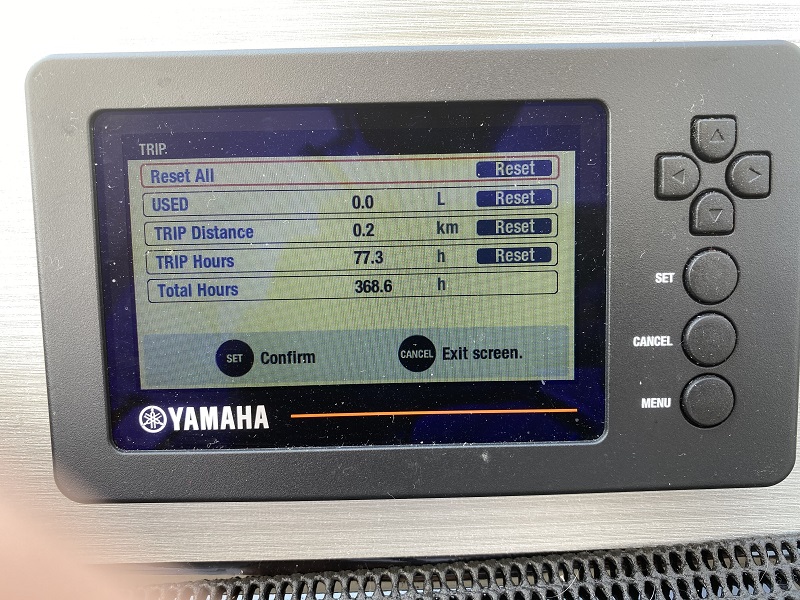 TRIP
Reset All Reset
USED 0.0 L Reset
TRIP Distance 0.2 km Reset
TRIP Hours 77.3 h Reset
Total Hours 368.6 h
SET Confirm CANCEL Exit screen.
YAMAHA
SET
CANCEL
MENU